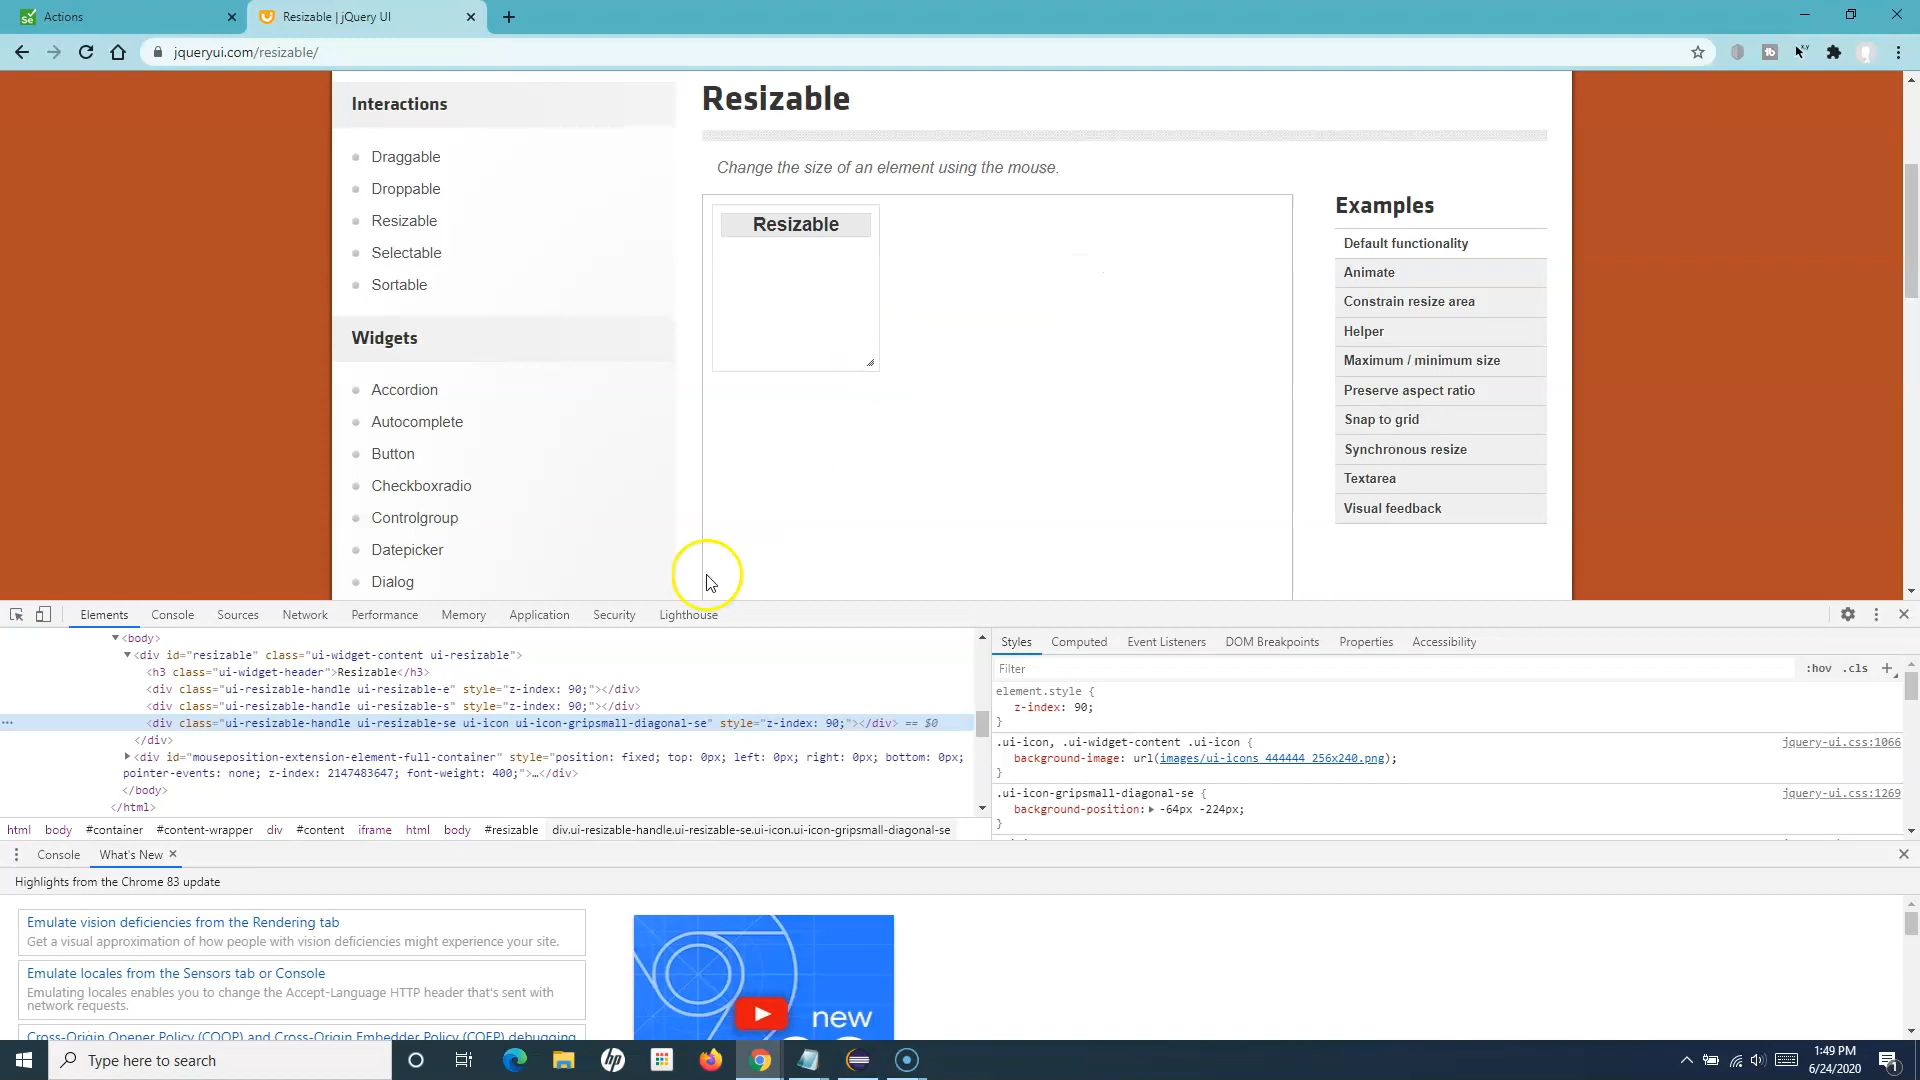 Actions
Resizable | jQuery UI
jqueryui.com/resizable/
Interactions
Draggable
Droppable
Resizable
Selectable
Sortable
Widgets
Accordion
Autocomplete
Button
Checkboxradio
Controlgroup
Datepicker
Dialog
Resizable
Change the size of an element using the mouse.
Resizable
Examples
Default functionality
Animate
Constrain resize area
Helper
Maximum / minimum size
Preserve aspect ratio
Snap to grid
Synchronous resize
Textarea
Visual feedback
Elements Console Sources Network Performance Memory Application Security Lighthouse
<body>
<div id="resizable" class="ui-widget-content ui-resizable">
<h3 class="ui-widget-header">Resizable</h3>
<div class="ui-resizable-handle ui-resizable-e" style="z-index: 90;"></div>
<div class="ui-resizable-handle ui-resizable-s" style="z-index: 90;"></div>
<div class="ui-resizable-handle ui-resizable-se ui-icon ui-icon-gripsmall-diagonal-se" style="z-index: 90;"></div> == $0
</div>
<div id="mouseposition-extension-element-full-container" style="position: fixed; top: 0px; left: 0px; right: 0px; bottom: 0px;
pointer-events: none; z-index: 2147483647; font-weight: 400;">…</div>
</body>
</html>
html body #container #content-wrapper div #content iframe html body #resizable div.ui-resizable-handle.ui-resizable-se.ui-icon.ui-icon-gripsmall-diagonal-se
Styles Computed Event Listeners DOM Breakpoints Properties Accessibility
Filter :hov .cls +
element.style {
z-index: 90;
}
.ui-icon, .ui-widget-content .ui-icon { jquery-ui.css:1066
background-image: url(images/ui-icons_444444_256x240.png);
}
.ui-icon-gripsmall-diagonal-se { jquery-ui.css:1269
background-position: -64px -224px;
}
Console What's New
Highlights from the Chrome 83 update
Emulate vision deficiencies from the Rendering tab
Get a visual approximation of how people with vision deficiencies might experience your site.
Emulate locales from the Sensors tab or Console
Emulating locales enables you to change the Accept-Language HTTP header that's sent with
network requests.
Cross-Origin Opener Policy (COOP) and Cross-Origin Embedder Policy (COEP) debugging
new
Type here to search
1:49 PM
6/24/2020